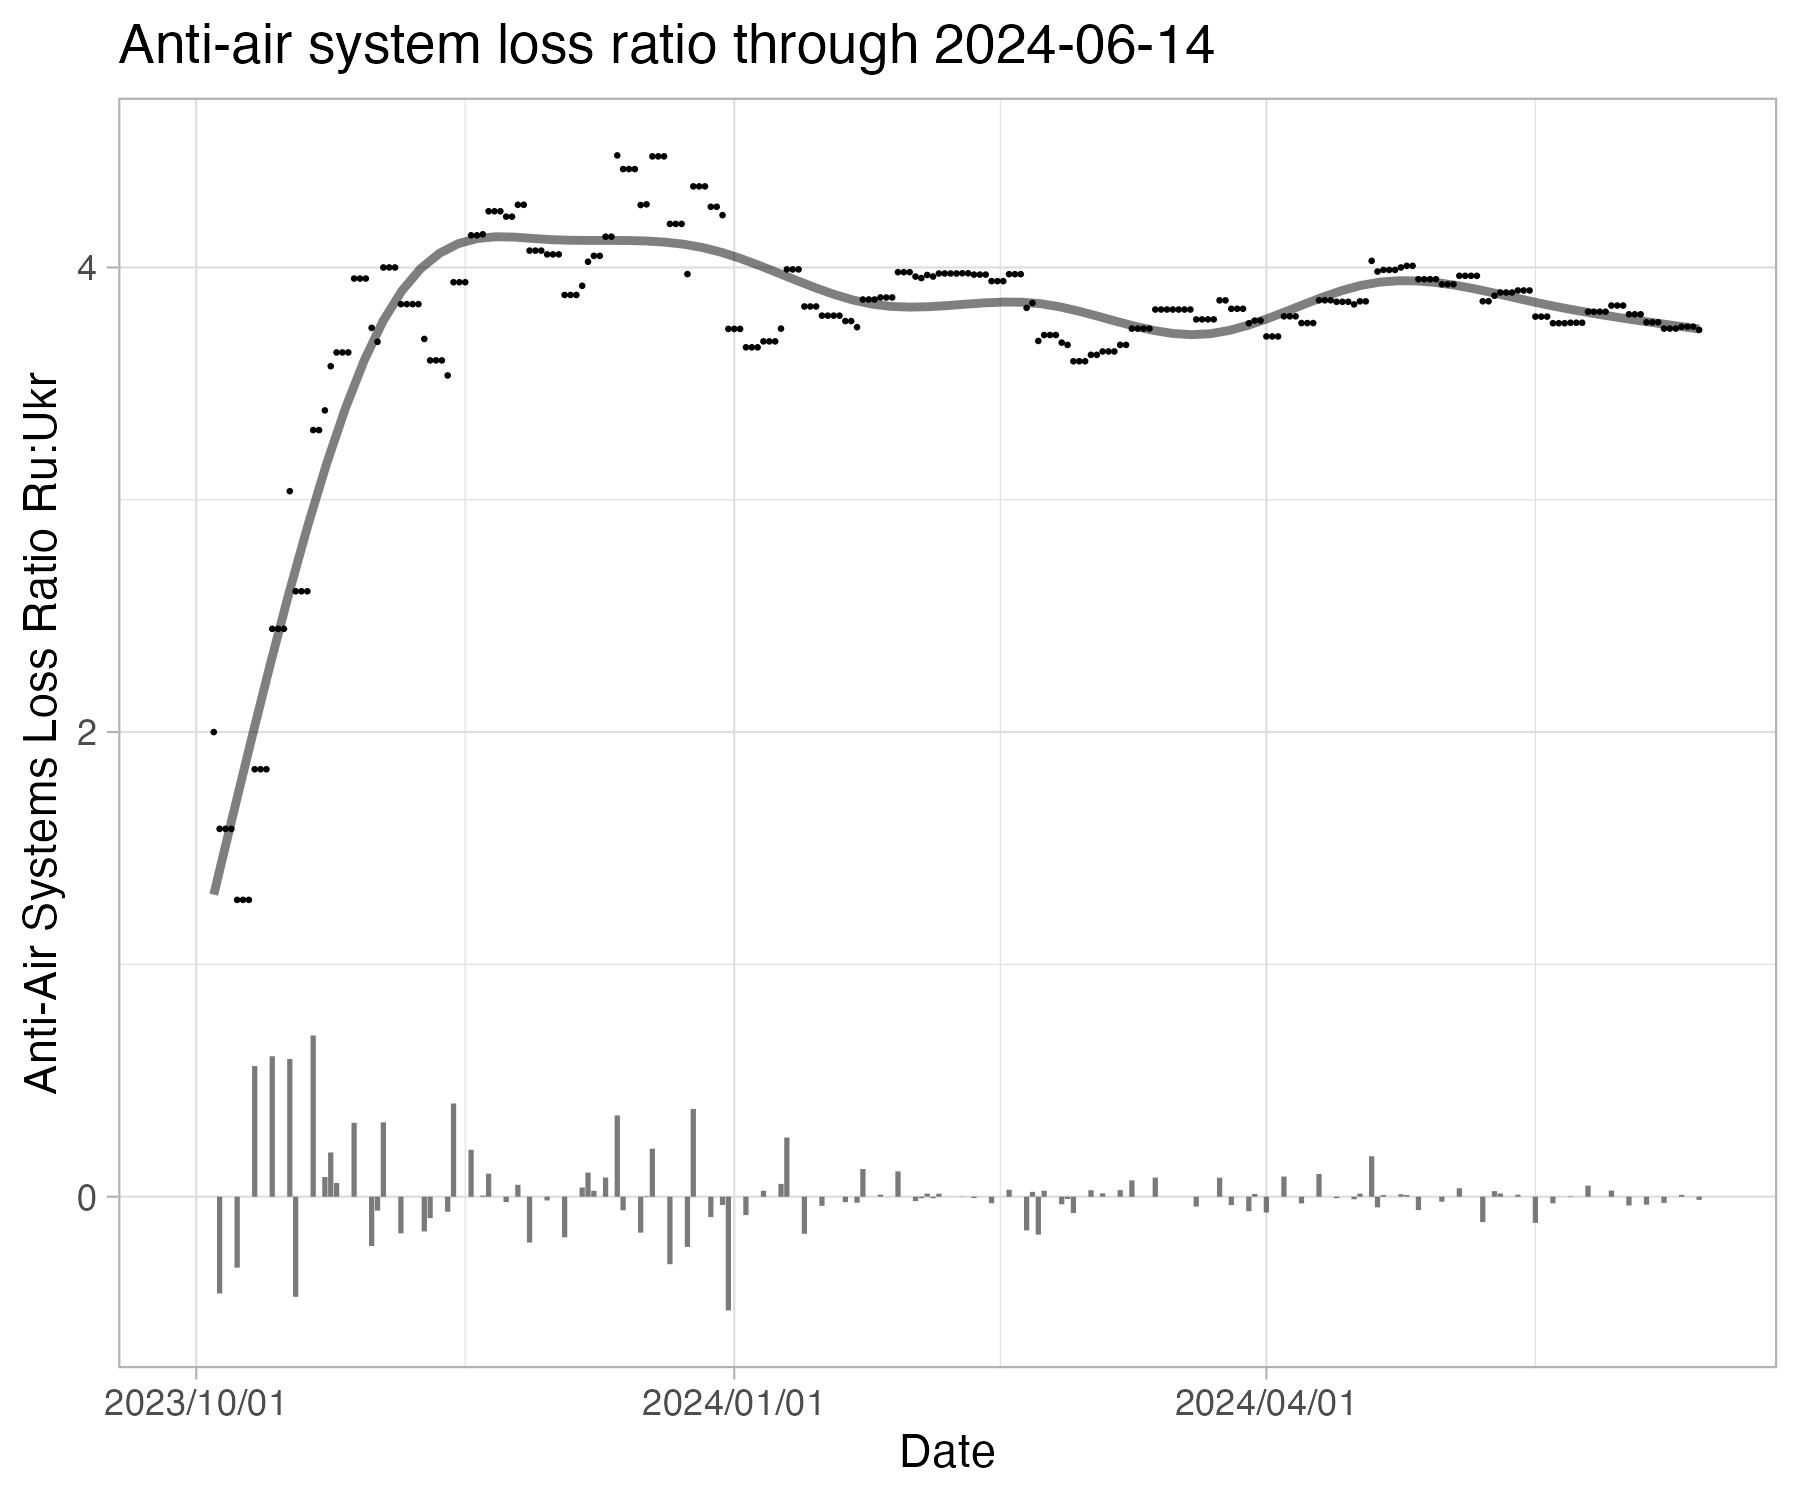 Anti-air system loss ratio through 2024-06-14
Anti-Air Systems Loss Ratio Ru:Ukr
4
2
0
2023/10/01
2024/01/01
2024/04/01
Date